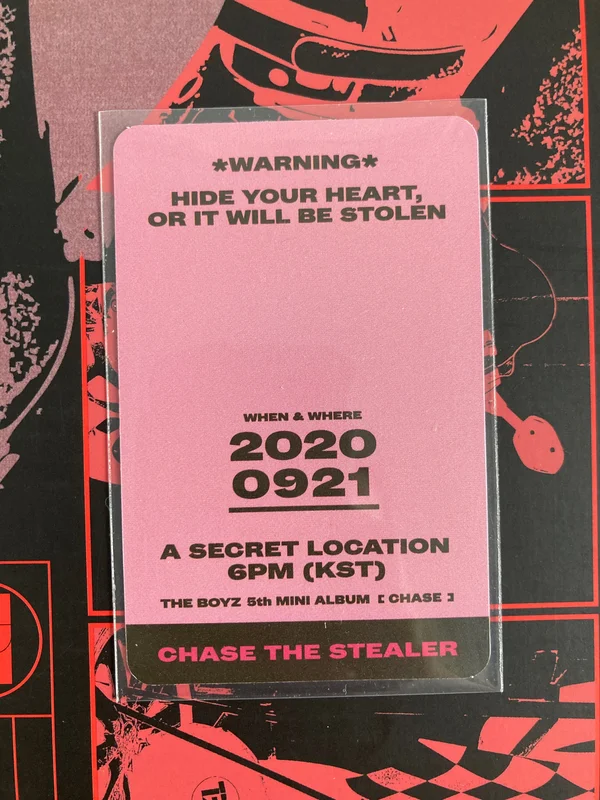 *WARNING*
HIDE YOUR HEART,
OR IT WILL BE STOLEN
WHEN & WHERE
2020
0921
A SECRET LOCATION
6PM (KST)
THE BOYZ 5th MINI ALBUM [ CHASE ]
CHASE THE STEALER